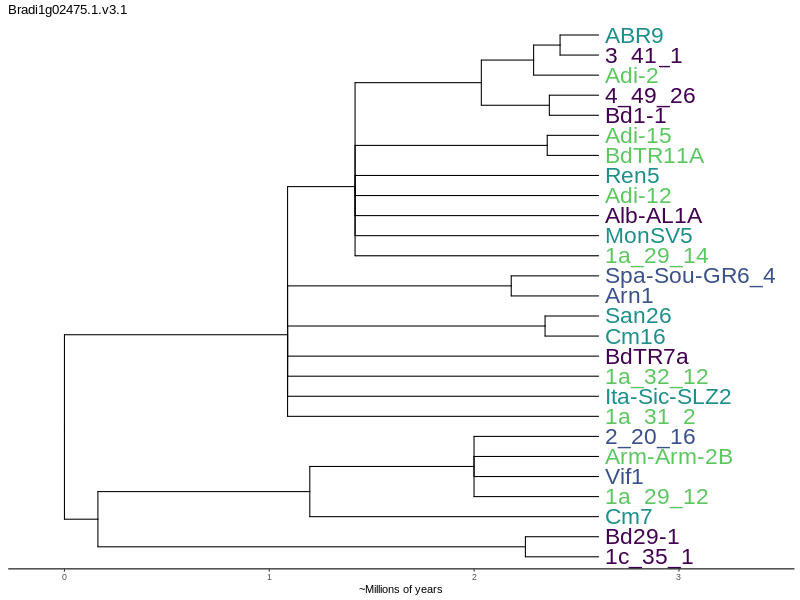 Bradi1g02475.1.v3.1
ABR9
3_41_1
Adi-2
4_49_26
Bd1-1
Adi-15
BdTR11A
Ren5
Adi-12
Alb-AL1A
MonSV5
1a_29_14
Spa-Sou-GR6_4
Arn1
San26
Cm16
BdTR7a
1a_32_12
Ita-Sic-SLZ2
1a_31_2
2_20_16
Arm-Arm-2B
Vif1
1a_29_12
Cm7
Bd29-1
1c_35_1
0 1 2 3
~Millions of years